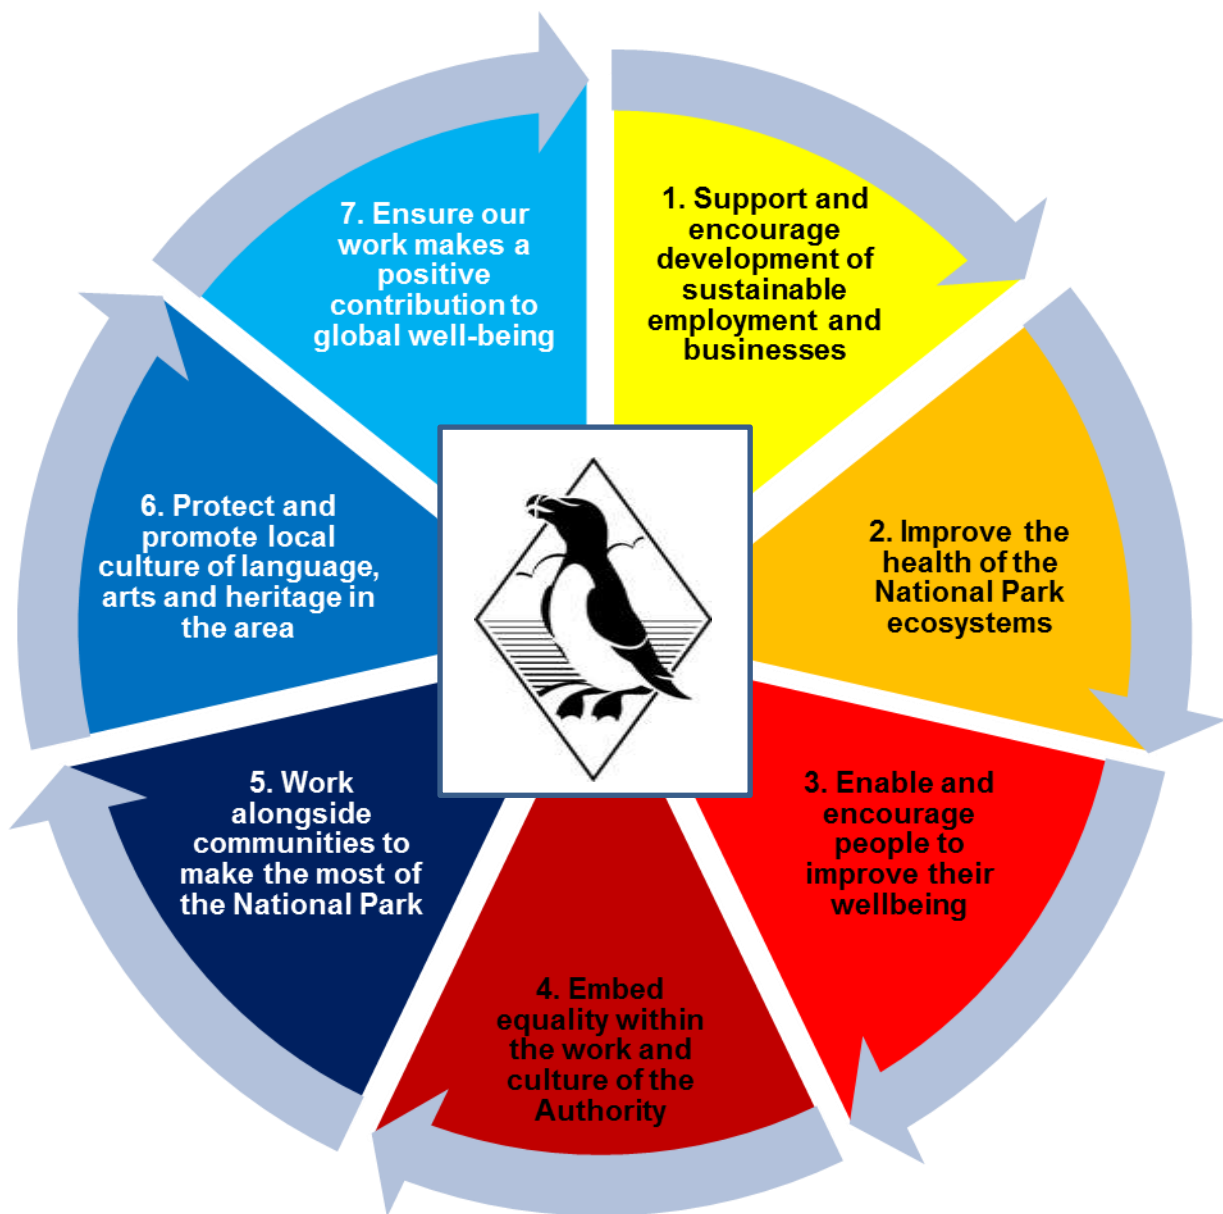 1. Support and
encourage
development of
sustainable
employment and
businesses
2. Improve the
health of the
National Park
ecosystems
3. Enable and
encourage
people to
improve their
wellbeing
4. Embed
equality within
the work and
culture of the
Authority
5. Work
alongside
communities to
make the most of
the National Park
6. Protect and
promote local
culture of language,
arts and heritage in
the area
7. Ensure our
work makes a
positive
contribution to
global well-being